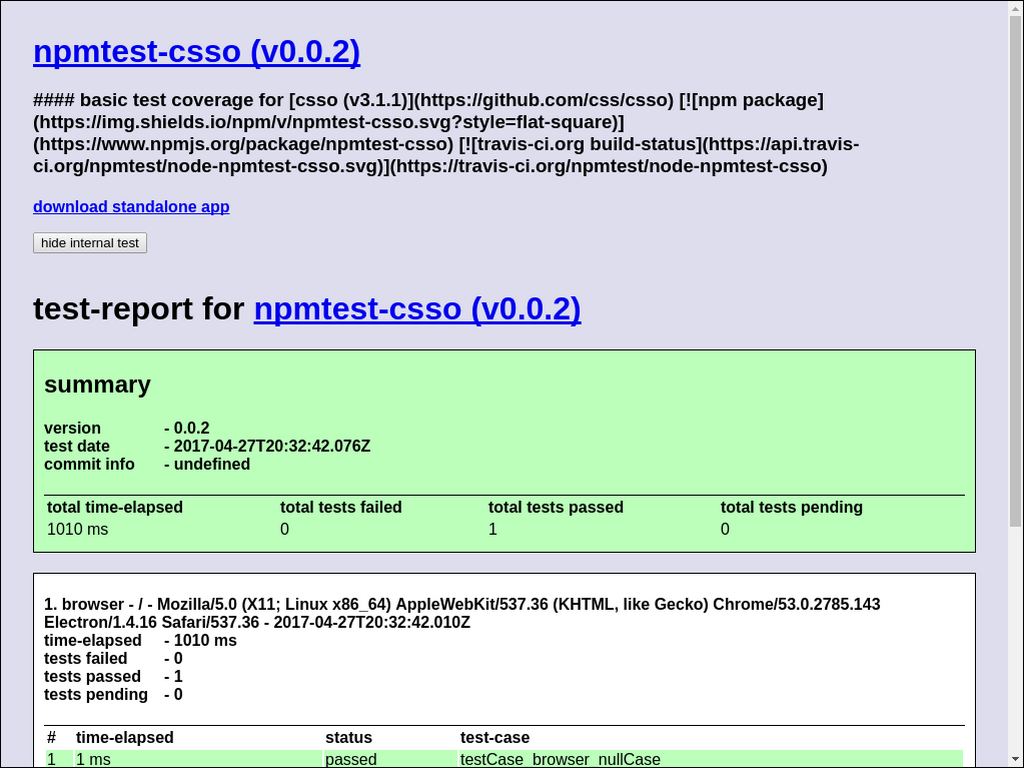 npmtest-csso (v0.0.2)
#### basic test coverage for [csso (v3.1.1)](https://github.com/css/csso) [![npm package]
(https://img.shields.io/npm/v/npmtest-csso.svg?style=flat-square)]
(https://www.npmjs.org/package/npmtest-csso) [![travis-ci.org build-status](https://api.travis-
ci.org/npmtest/node-npmtest-csso.svg)](https://travis-ci.org/npmtest/node-npmtest-csso)
download standalone app
hide internal test
test-report for npmtest-csso (v0.0.2)
summary
version - 0.0.2
test date - 2017-04-27T20:32:42.076Z
commit info - undefined
total time-elapsed total tests failed total tests passed total tests pending
1010 ms 0 1 0
1. browser - / - Mozilla/5.0 (X11; Linux x86_64) AppleWebKit/537.36 (KHTML, like Gecko) Chrome/53.0.2785.143
Electron/1.4.16 Safari/537.36 - 2017-04-27T20:32:42.010Z
time-elapsed - 1010 ms
tests failed - 0
tests passed - 1
tests pending - 0
# time-elapsed status test-case
1 1 ms passed testCase_browser_nullCase